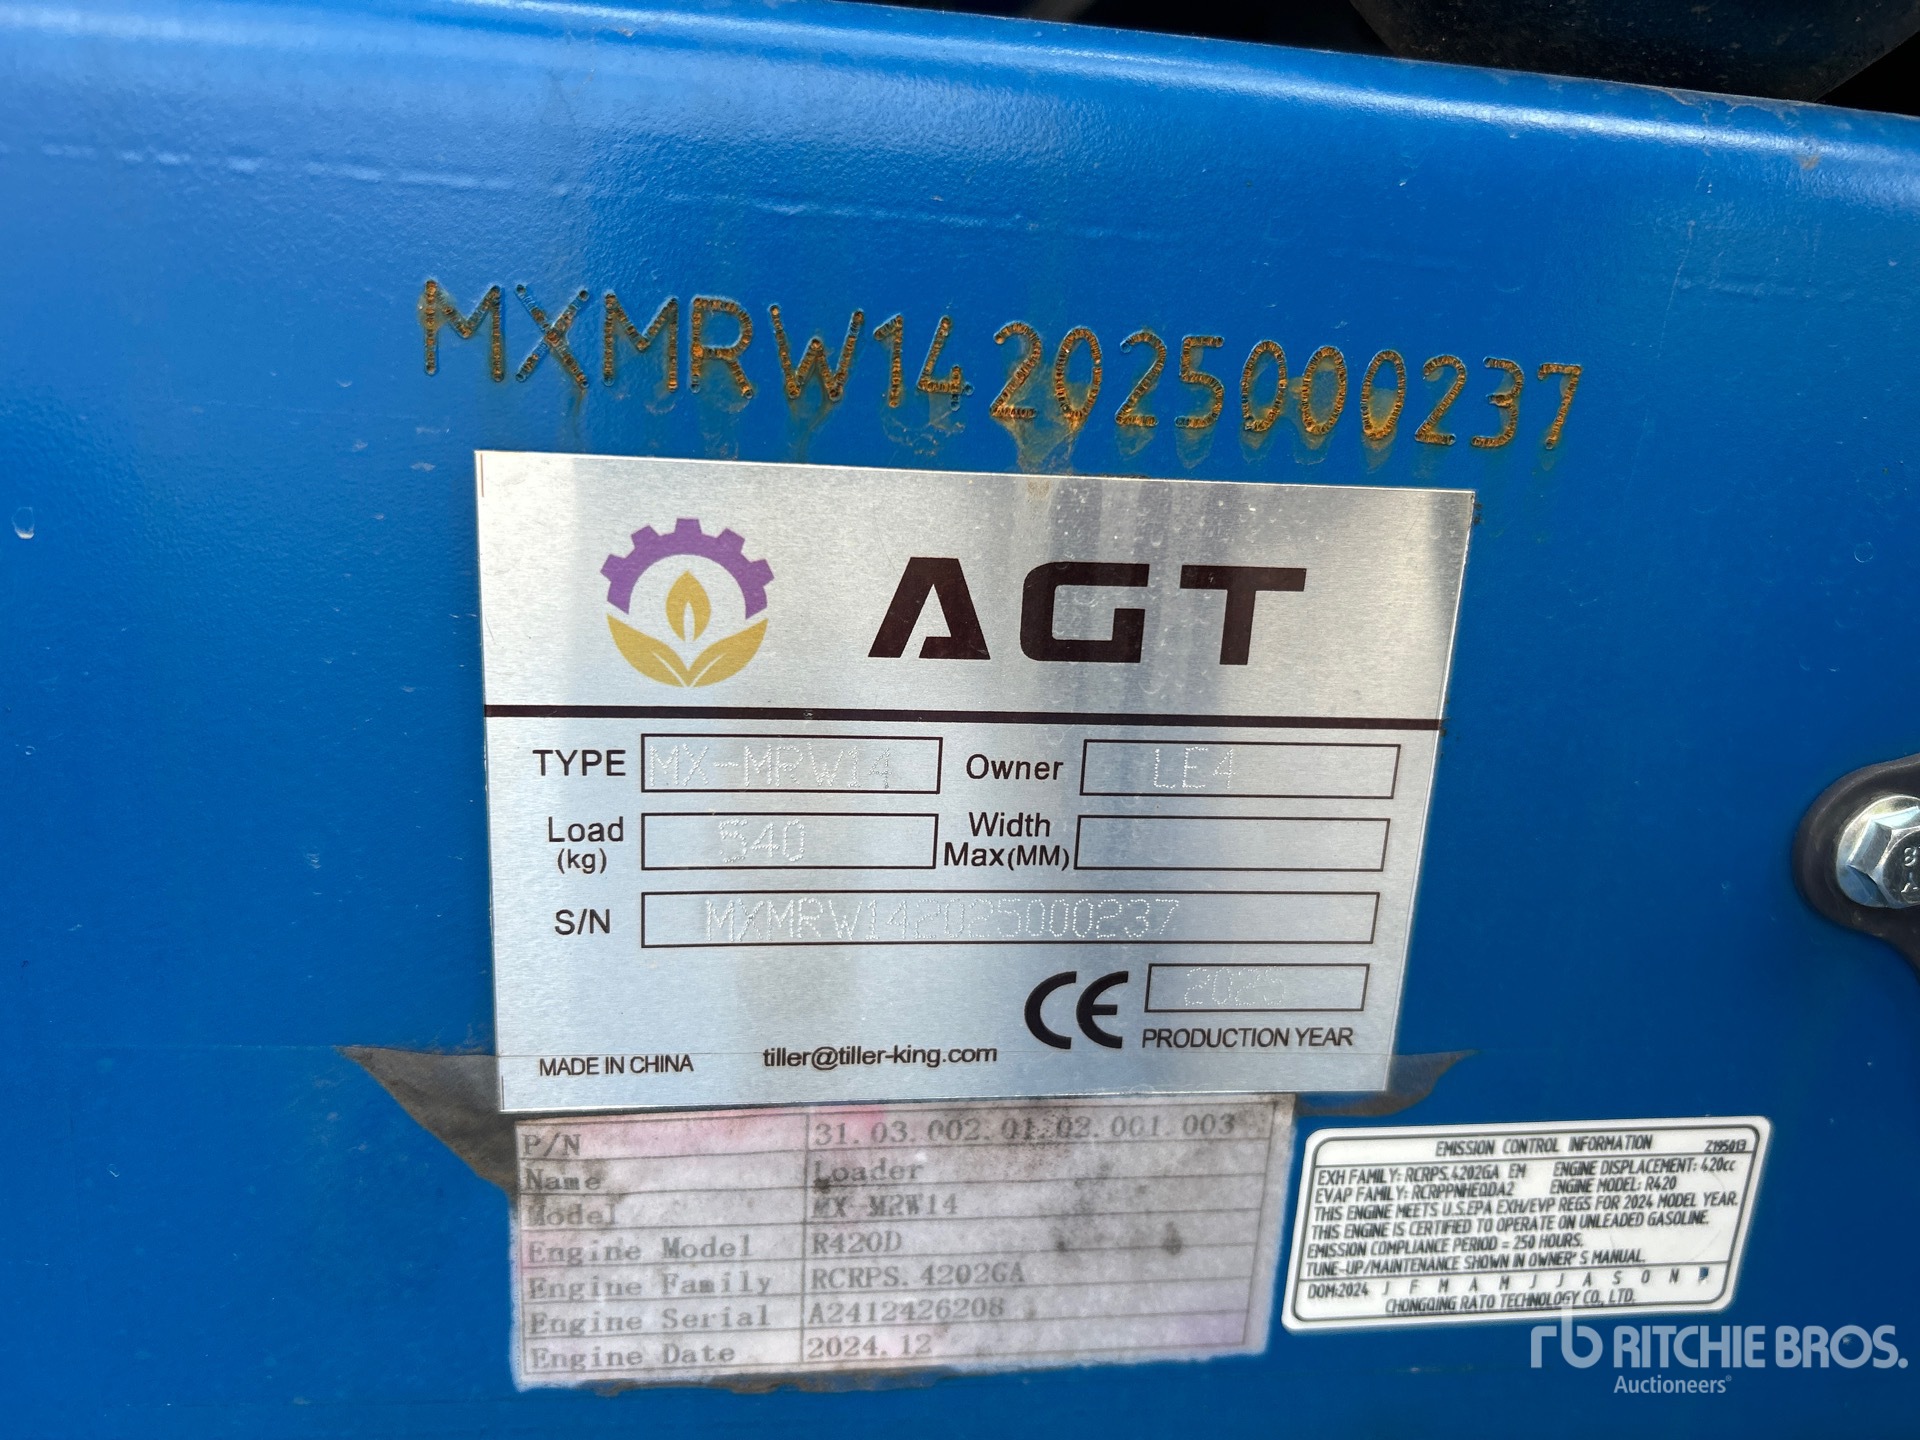 MXMRW142025000237
AGT
TYPE MX-MRW14 Owner LE4
Load (kg) 540 Width Max(MM)
S/N MXMRW142025000237
CE 2025
PRODUCTION YEAR
MADE IN CHINA tiller@tiller-king.com
P/N 31.03.002.01.02.001.003
Name Loader
Model MX-MRW14
Engine Model R420D
Engine Family RCRPS.4202GA
Engine Serial A2412426208
Engine Date 2024.12
EMISSION CONTROL INFORMATION Z195013
EXH FAMILY: RCRPS.4202GA EM ENGINE DISPLACEMENT: 420cc
EVAP FAMILY: RCRPPNHEQDA2 ENGINE MODEL: R420
THIS ENGINE MEETS U.S.EPA EXH/EVP REGS FOR 2024 MODEL YEAR.
THIS ENGINE IS CERTIFIED TO OPERATE ON UNLEADED GASOLINE.
EMISSION COMPLIANCE PERIOD = 250 HOURS.
TUNE-UP/MAINTENANCE SHOWN IN OWNER'S MANUAL.
DOM:2024 J F M A M J J A S O N
CHONGQING RATO TECHNOLOGY CO., LTD.
rb RITCHIE BROS.
Auctioneers